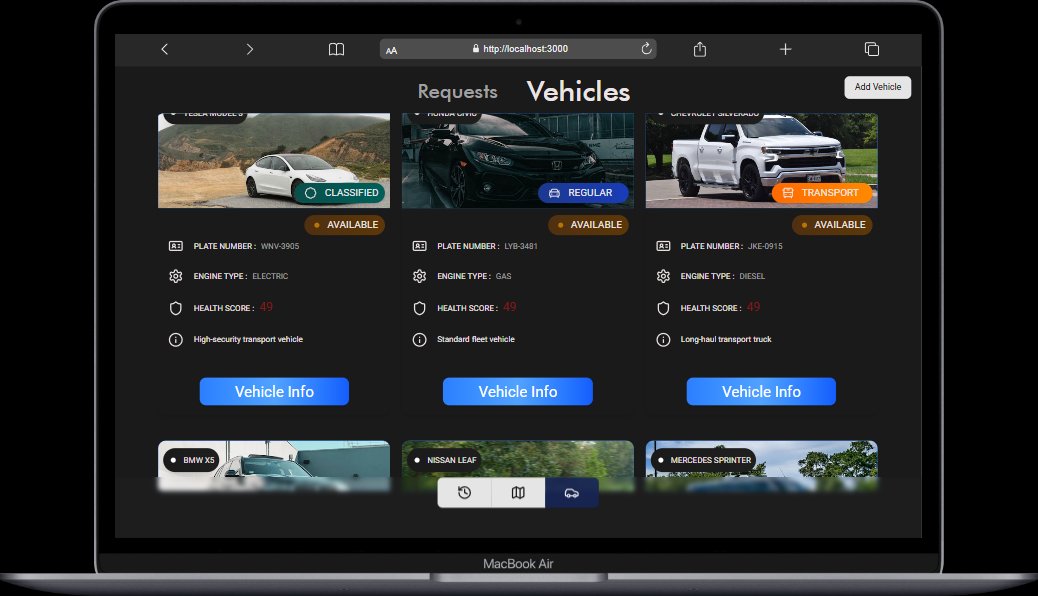 AA
http://localhost:3000
Requests
Vehicles
Add Vehicle
TESLA MODEL 3
HONDA CIVIC
CHEVROLET SILVERADO
CLASSIFIED
REGULAR
TRANSPORT
AVAILABLE
AVAILABLE
AVAILABLE
PLATE NUMBER : WNV-3905
PLATE NUMBER : LYB-3481
PLATE NUMBER : JKE-0915
ENGINE TYPE : ELECTRIC
ENGINE TYPE : GAS
ENGINE TYPE : DIESEL
HEALTH SCORE : 49
HEALTH SCORE : 49
HEALTH SCORE : 49
High-security transport vehicle
Standard fleet vehicle
Long-haul transport truck
Vehicle Info
Vehicle Info
Vehicle Info
BMW X5
NISSAN LEAF
MERCEDES SPRINTER
MacBook Air